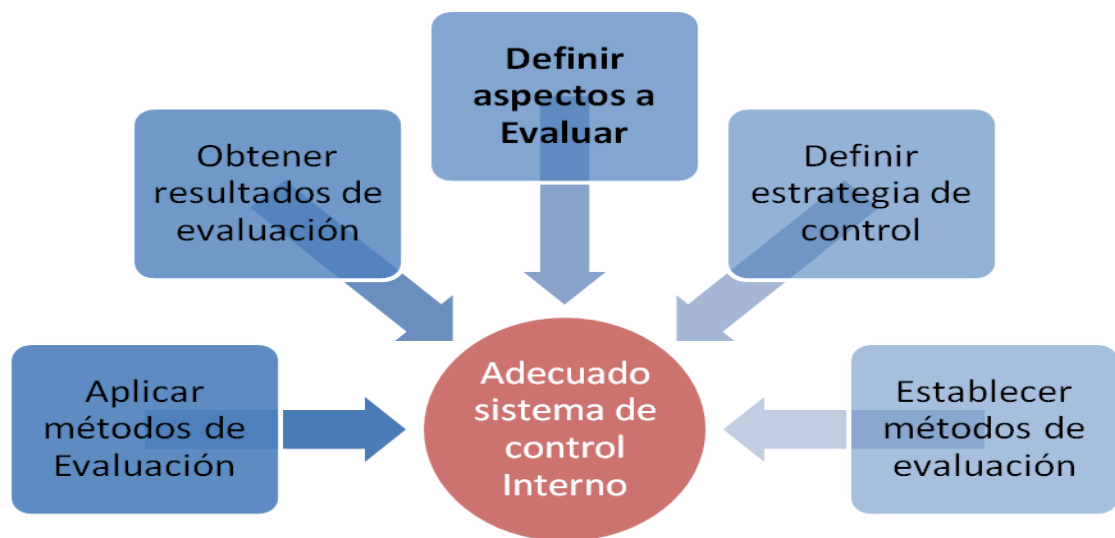 Definir
aspectos a
Evaluar
Obtener
resultados de
evaluación
Definir
estrategia de
control
Aplicar
métodos de
Evaluación
Adecuado
sistema de
control
Interno
Establecer
métodos de
evaluación